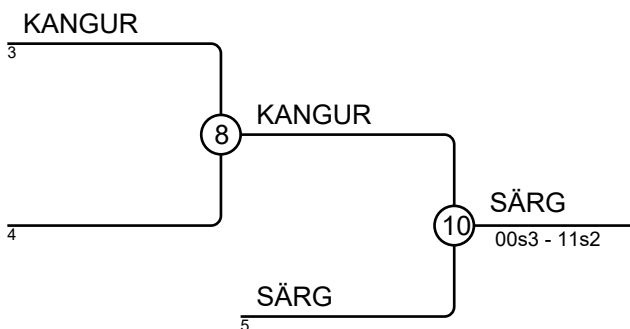 KANGUR
3
8
KANGUR
4
10
SÄRG
00s3 - 11s2
SÄRG
5